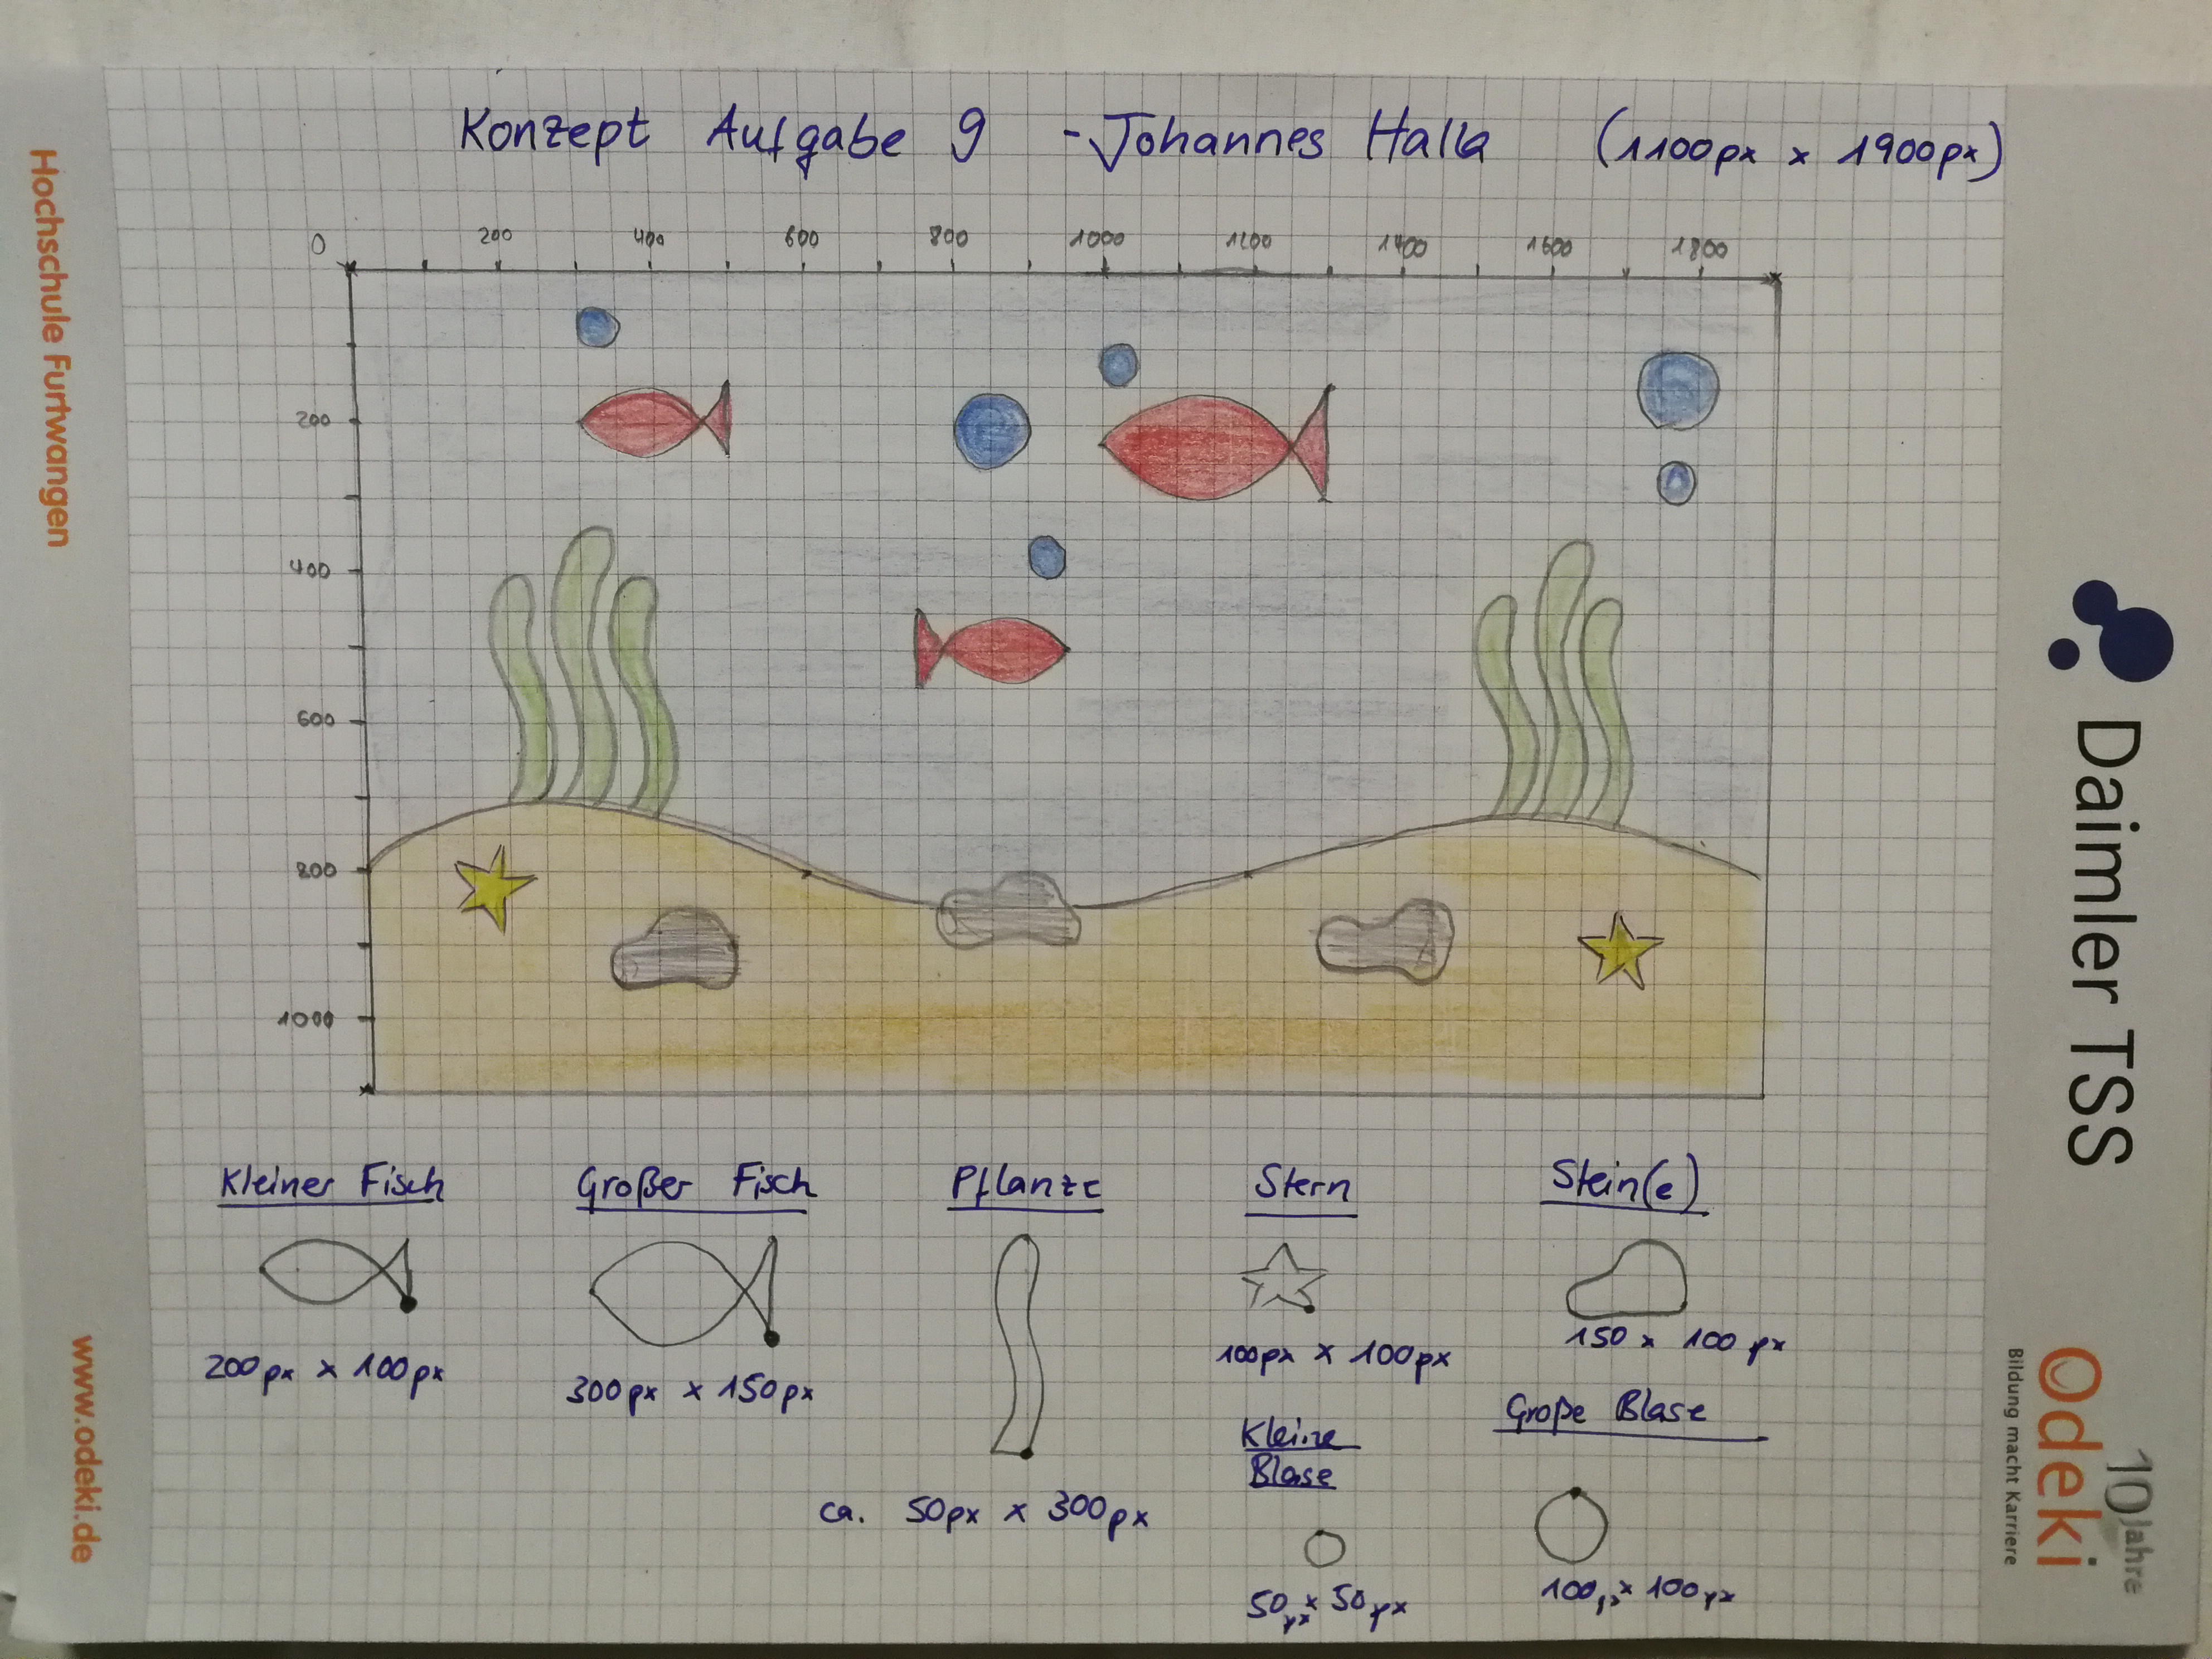 Konzept Aufgabe 9 - Johannes Halla (1100px x 1900px)
0 200 400 600 800 1000 1200 1400 1600 1800
200
400
600
800
1000
Kleiner Fisch
200px x 100px
Großer Fisch
300px x 150px
Pflanze
ca. 50px x 300px
Stern
100px x 100px
Stein(e)
150 x 100 px
Kleine
Blase
50px x 50px
Große Blase
100px x 100px
Hochschule Furtwangen
www.odeki.de
Daimler TSS
Odeki
Bildung macht Karriere
10 Jahre